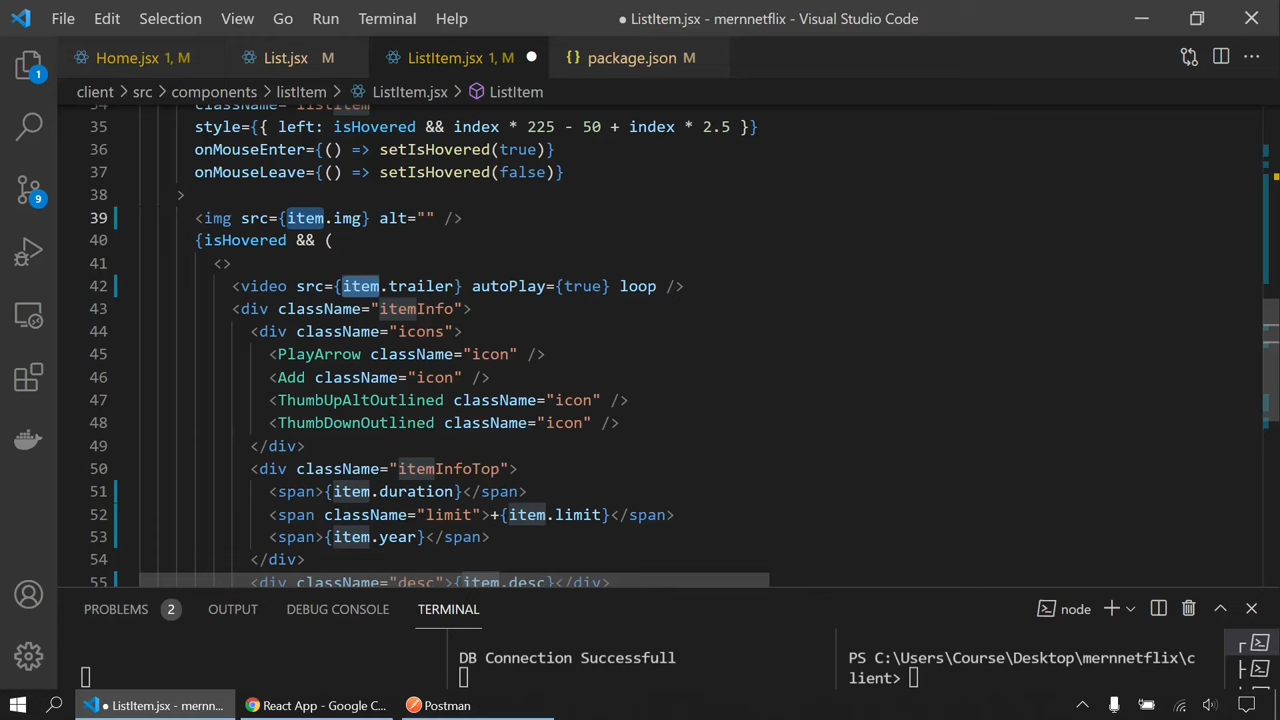 File Edit Selection View Go Run Terminal Help
● ListItem.jsx - mernnetflix - Visual Studio Code
Home.jsx 1, M
List.jsx M
ListItem.jsx 1, M
{} package.json M
client > src > components > listItem > ListItem.jsx > ListItem
34 className="listItem"
35 style={{ left: isHovered && index * 225 - 50 + index * 2.5 }}
36 onMouseEnter={() => setIsHovered(true)}
37 onMouseLeave={() => setIsHovered(false)}
38 >
39 <img src={item.img} alt="" />
40 {isHovered && (
41 <>
42 <video src={item.trailer} autoPlay={true} loop />
43 <div className="itemInfo">
44 <div className="icons">
45 <PlayArrow className="icon" />
46 <Add className="icon" />
47 <ThumbUpAltOutlined className="icon" />
48 <ThumbDownOutlined className="icon" />
49 </div>
50 <div className="itemInfoTop">
51 <span>{item.duration}</span>
52 <span className="limit">+{item.limit}</span>
53 <span>{item.year}</span>
54 </div>
55 <div className="desc">{item.desc}</div>
1
9
PROBLEMS 2 OUTPUT DEBUG CONSOLE TERMINAL
node
DB Connection Successfull
PS C:\Users\Course\Desktop\mernnetflix\c
lient>
● ListItem.jsx - mernn...
React App - Google C...
Postman